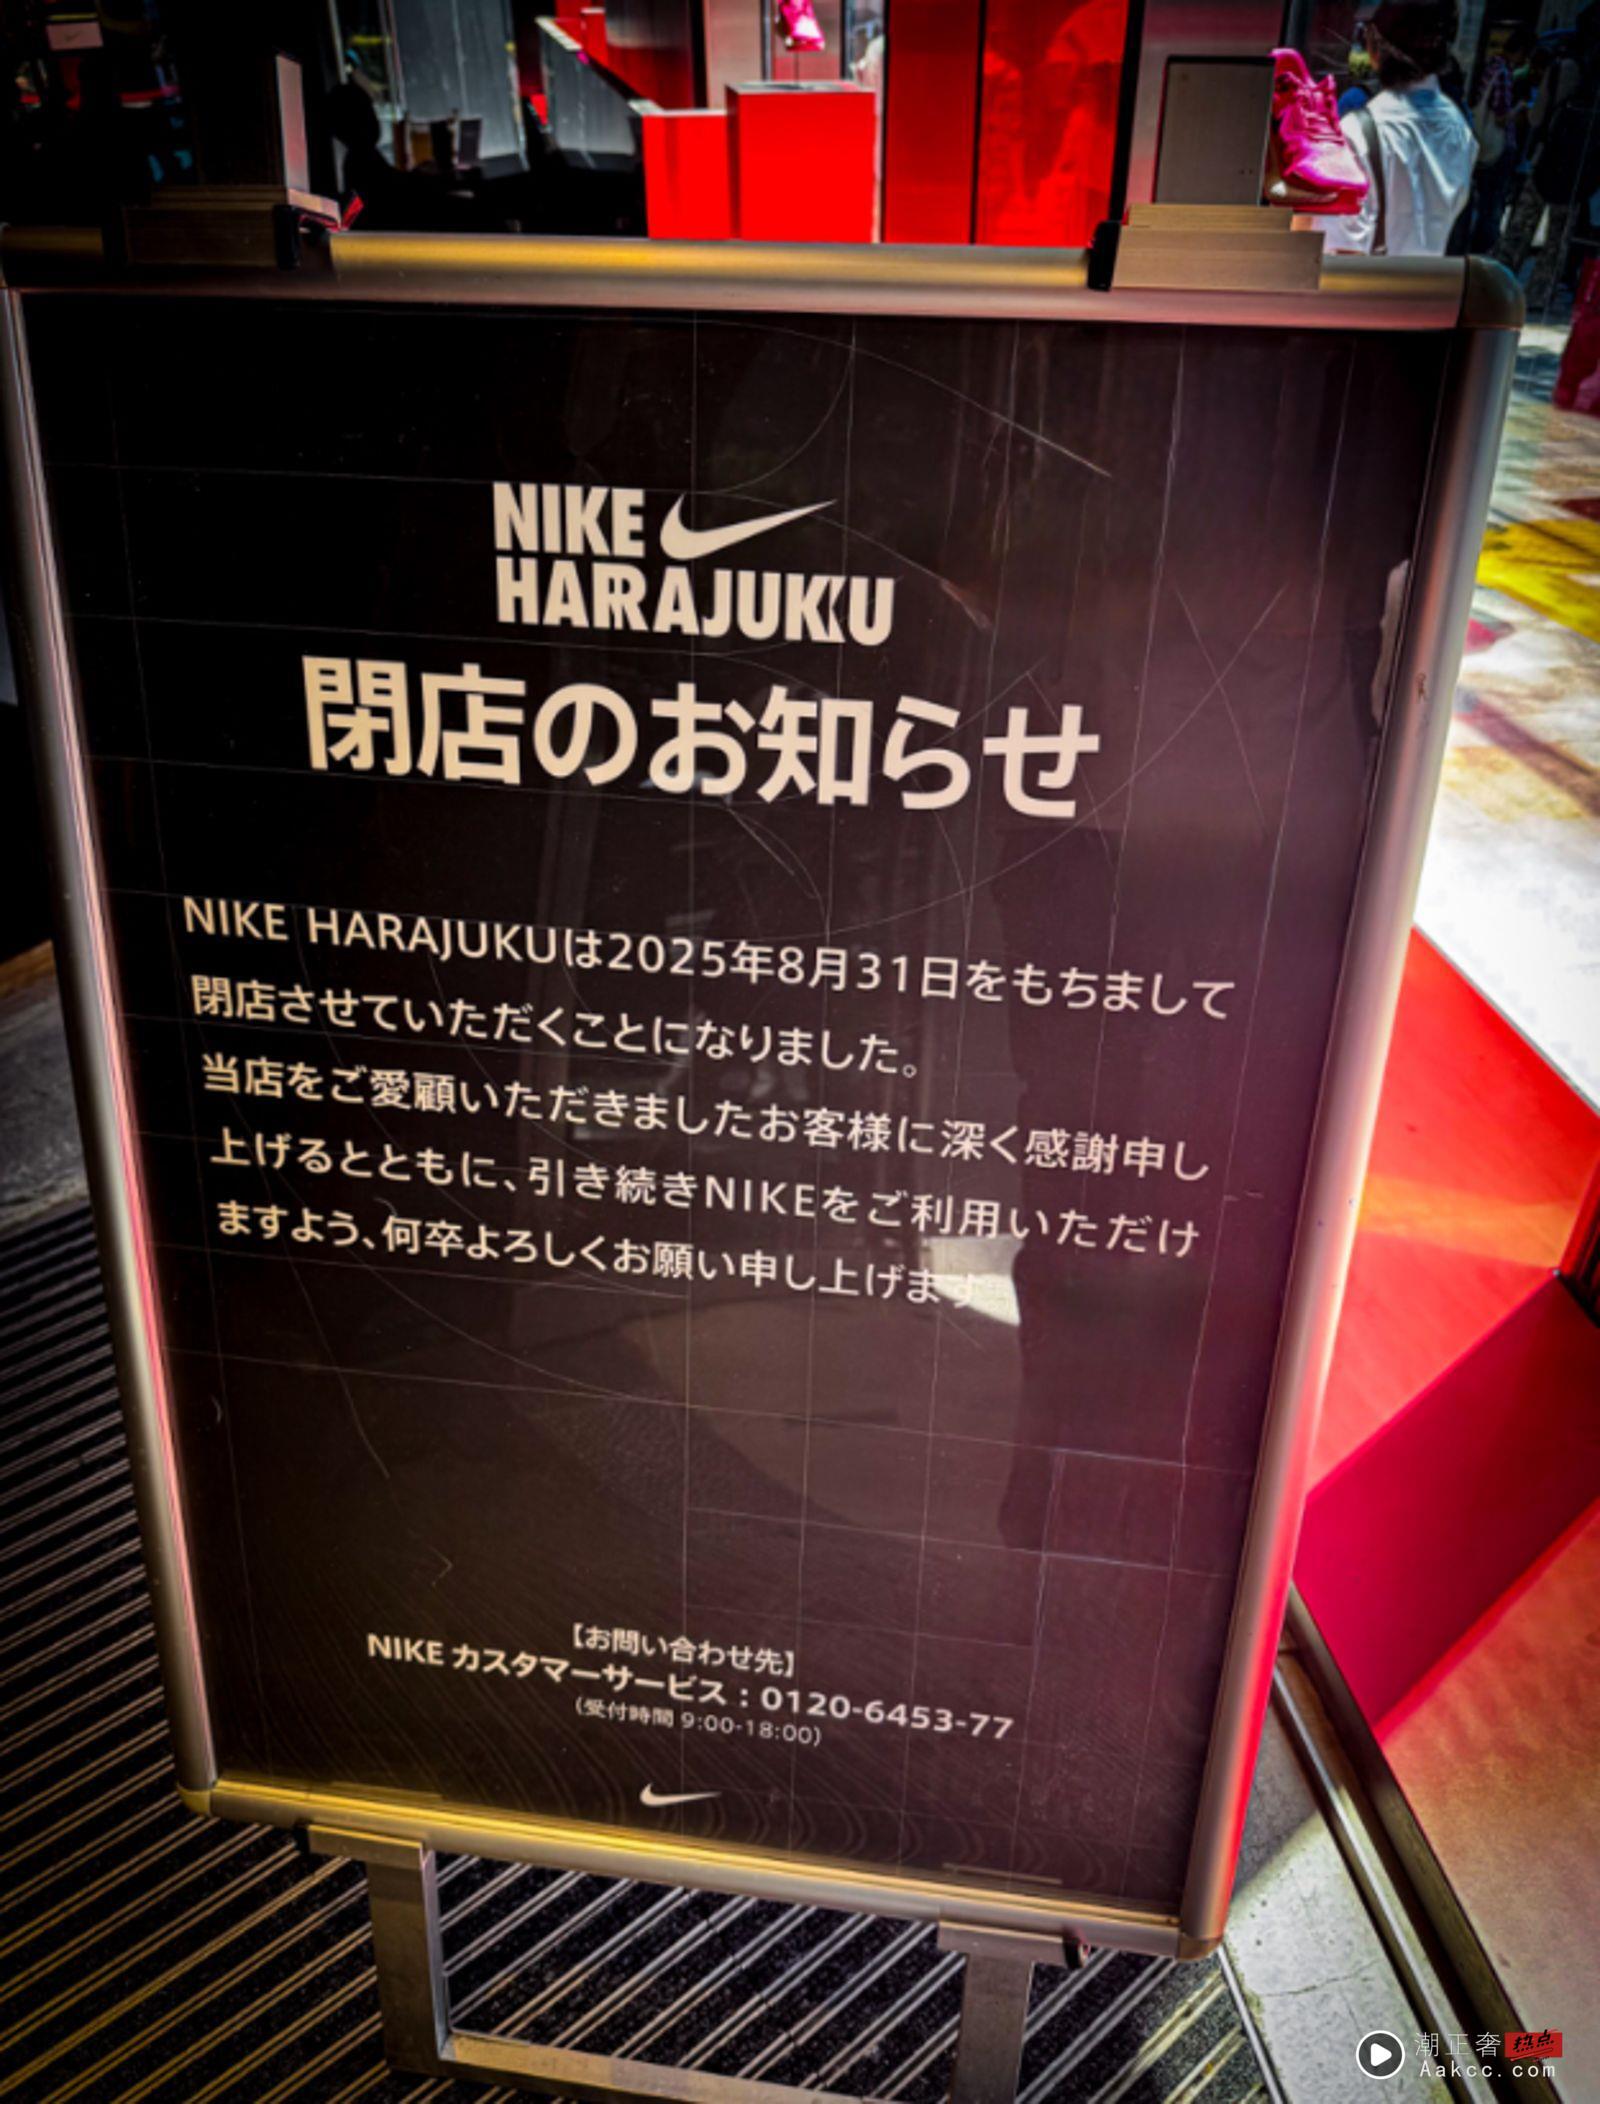 NIKE
HARAJUKU
閉店のお知らせ
NIKE HARAJUKUは2025年8月31日をもちまして
閉店させていただくことになりました。
当店をご愛顧いただきましたお客様に深く感謝申し
上げるとともに、引き続きNIKEをご利用いただけ
ますよう、何卒よろしくお願い申し上げます
【お問い合わせ先】
NIKE カスタマーサービス：0120-6453-77
（受付時間 9:00-18:00）
潮正奢 热点
Aakcc.com